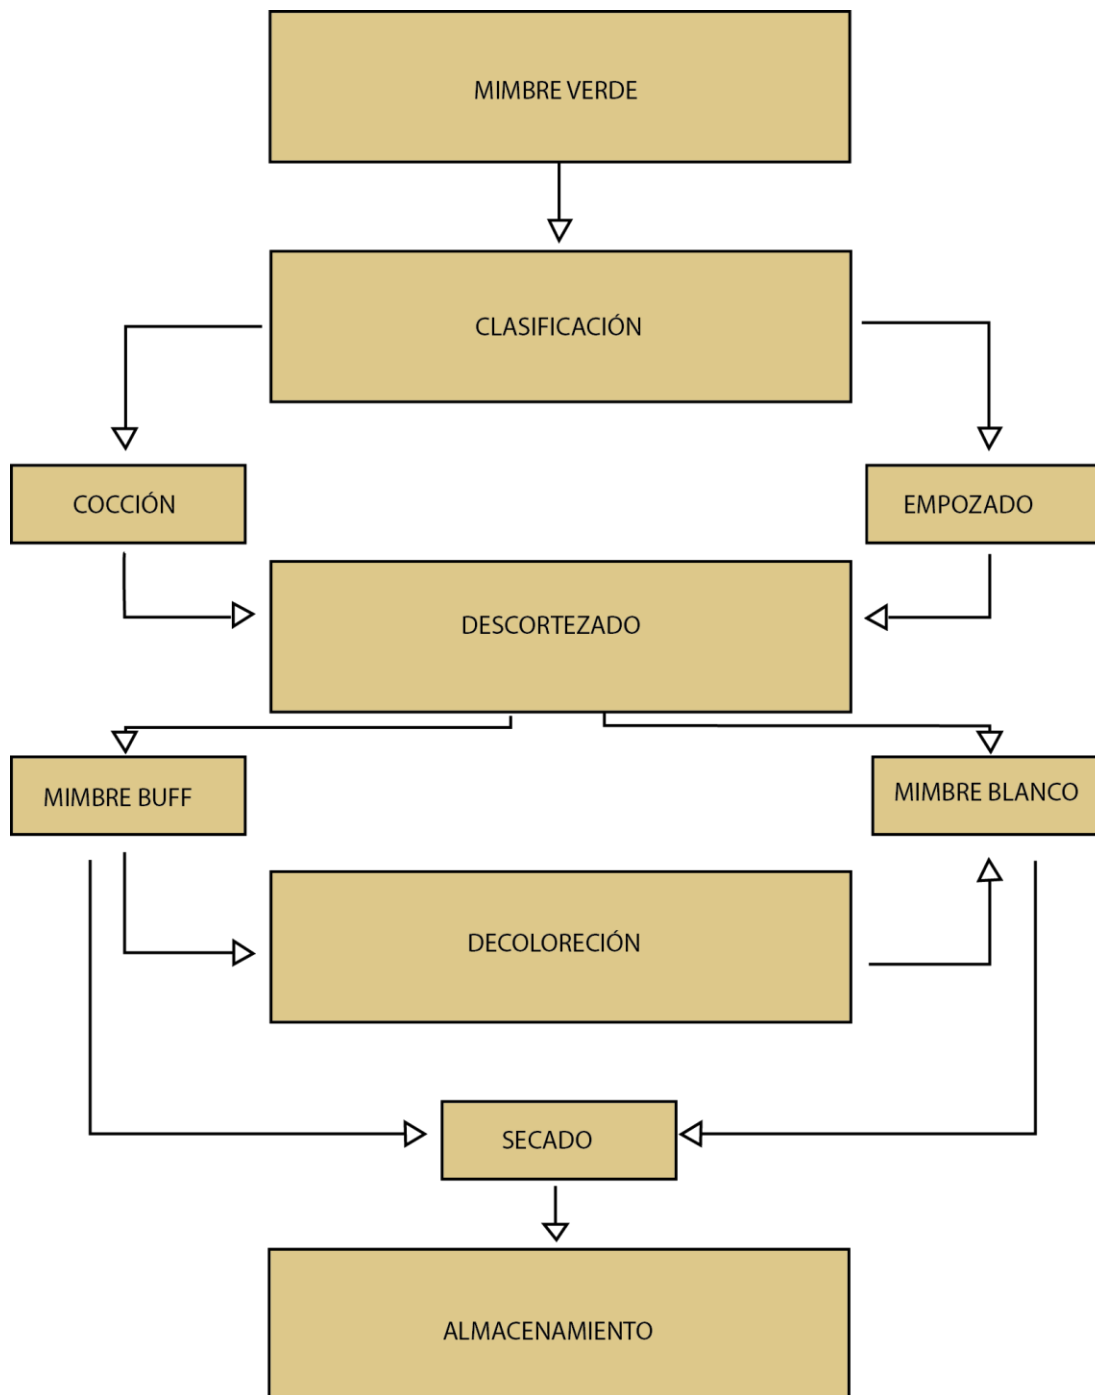 MIMBRE VERDE
CLASIFICACIÓN
COCCIÓN
EMPOZADO
DESCORTEZADO
MIMBRE BUFF
MIMBRE BLANCO
DECOLORECIÓN
SECADO
ALMACENAMIENTO